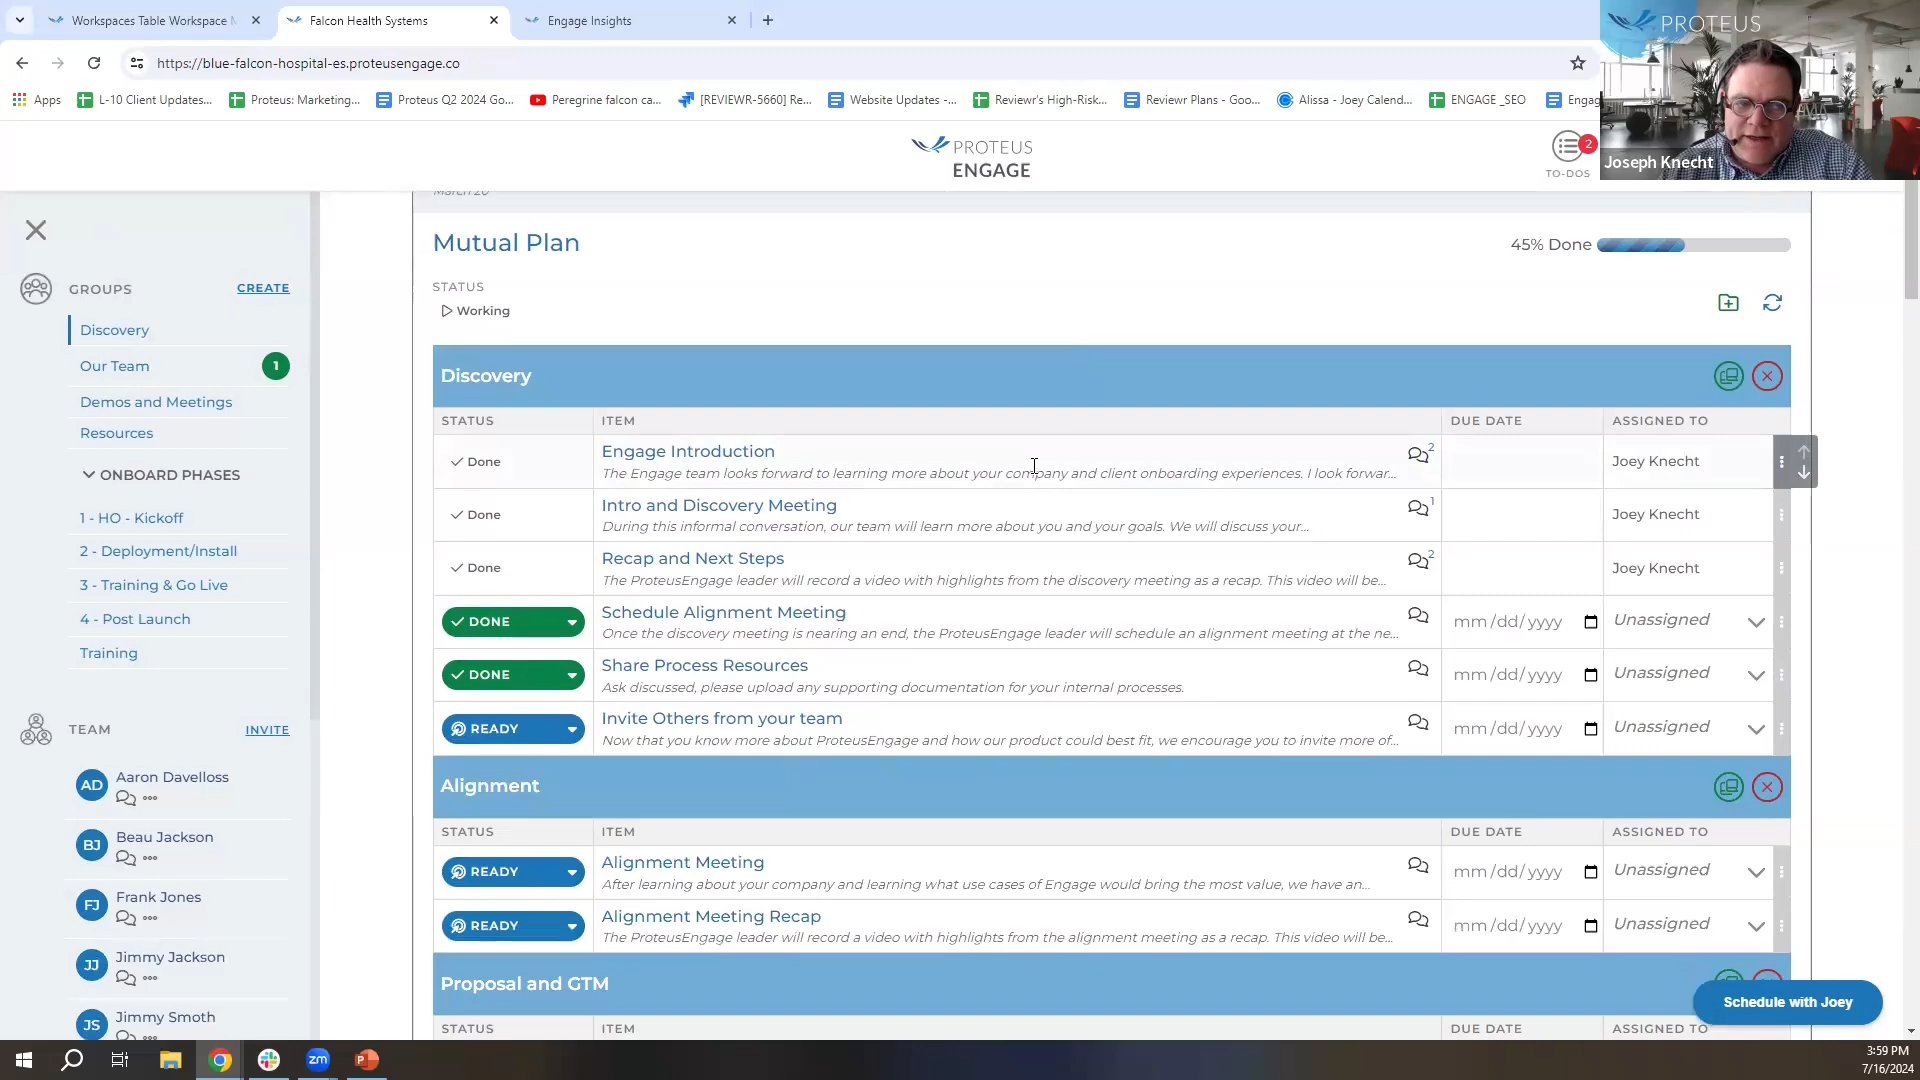 Workspaces Table Workspace M
Falcon Health Systems
Engage Insights
https://blue-falcon-hospital-es.proteusengage.co
Apps
L-10 Client Updates...
Proteus: Marketing...
Proteus Q2 2024 Go...
Peregrine falcon ca...
[REVIEWR-5660] Re...
Website Updates -...
Reviewr's High-Risk...
Reviewr Plans - Goo...
Alissa - Joey Calend...
ENGAGE _SEO
Engag
PROTEUS
Joseph Knecht
PROTEUS
ENGAGE
2
TO-DOS
March 20
Mutual Plan
45% Done
STATUS
Working
GROUPS
CREATE
Discovery
Our Team
1
Demos and Meetings
Resources
ONBOARD PHASES
1 - HO - Kickoff
2 - Deployment/Install
3 - Training & Go Live
4 - Post Launch
Training
TEAM
INVITE
AD
Aaron Davelloss
BJ
Beau Jackson
FJ
Frank Jones
JJ
Jimmy Jackson
JS
Jimmy Smoth
Discovery
STATUS
ITEM
DUE DATE
ASSIGNED TO
Done
Engage Introduction
The Engage team looks forward to learning more about your company and client onboarding experiences. I look forwar...
2
Joey Knecht
Done
Intro and Discovery Meeting
During this informal conversation, our team will learn more about you and your goals. We will discuss your...
1
Joey Knecht
Done
Recap and Next Steps
The ProteusEngage leader will record a video with highlights from the discovery meeting as a recap. This video will be...
2
Joey Knecht
DONE
Schedule Alignment Meeting
Once the discovery meeting is nearing an end, the ProteusEngage leader will schedule an alignment meeting at the ne...
mm/dd/yyyy
Unassigned
DONE
Share Process Resources
Ask discussed, please upload any supporting documentation for your internal processes.
mm/dd/yyyy
Unassigned
READY
Invite Others from your team
Now that you know more about ProteusEngage and how our product could best fit, we encourage you to invite more of...
mm/dd/yyyy
Unassigned
Alignment
STATUS
ITEM
DUE DATE
ASSIGNED TO
READY
Alignment Meeting
After learning about your company and learning what use cases of Engage would bring the most value, we have an...
mm/dd/yyyy
Unassigned
READY
Alignment Meeting Recap
The ProteusEngage leader will record a video with highlights from the alignment meeting as a recap. This video will be...
mm/dd/yyyy
Unassigned
Proposal and GTM
STATUS
ITEM
DUE DATE
ASSIGNED TO
Schedule with Joey
zm
P
3:59 PM
7/16/2024